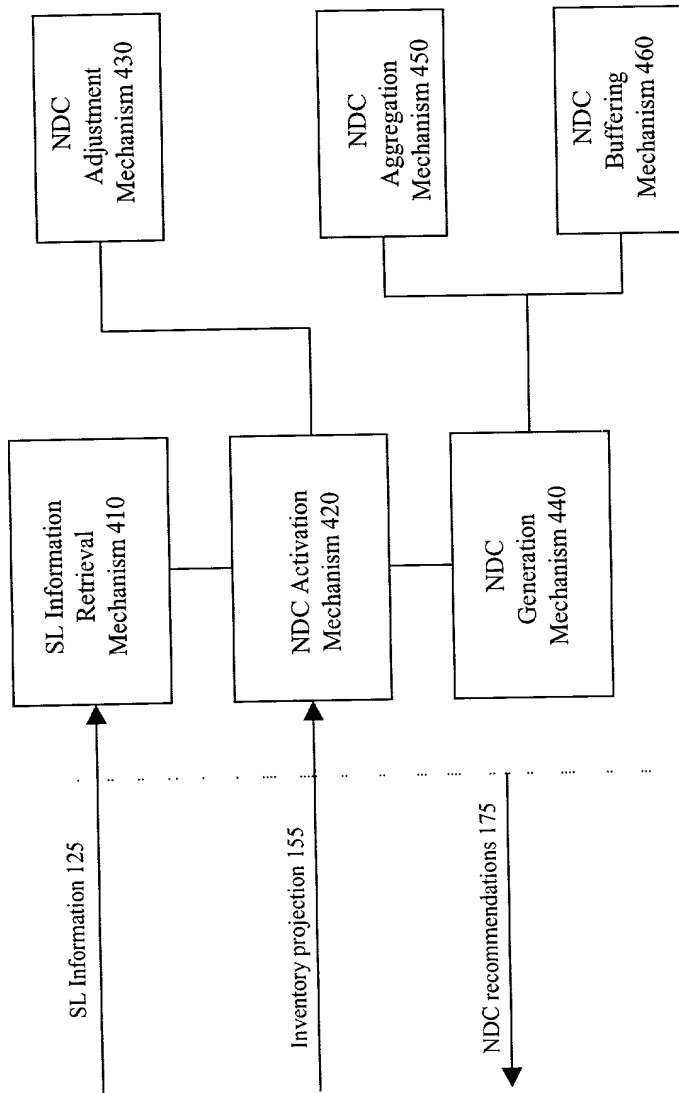 SL Information 125
SL Information
Retrieval
Mechanism 410
NDC
Adjustment
Mechanism 430
Inventory projection 155
NDC Activation
Mechanism 420
NDC
Aggregation
Mechanism 450
NDC recommendations 175
NDC
Generation
Mechanism 440
NDC
Buffering
Mechanism 460